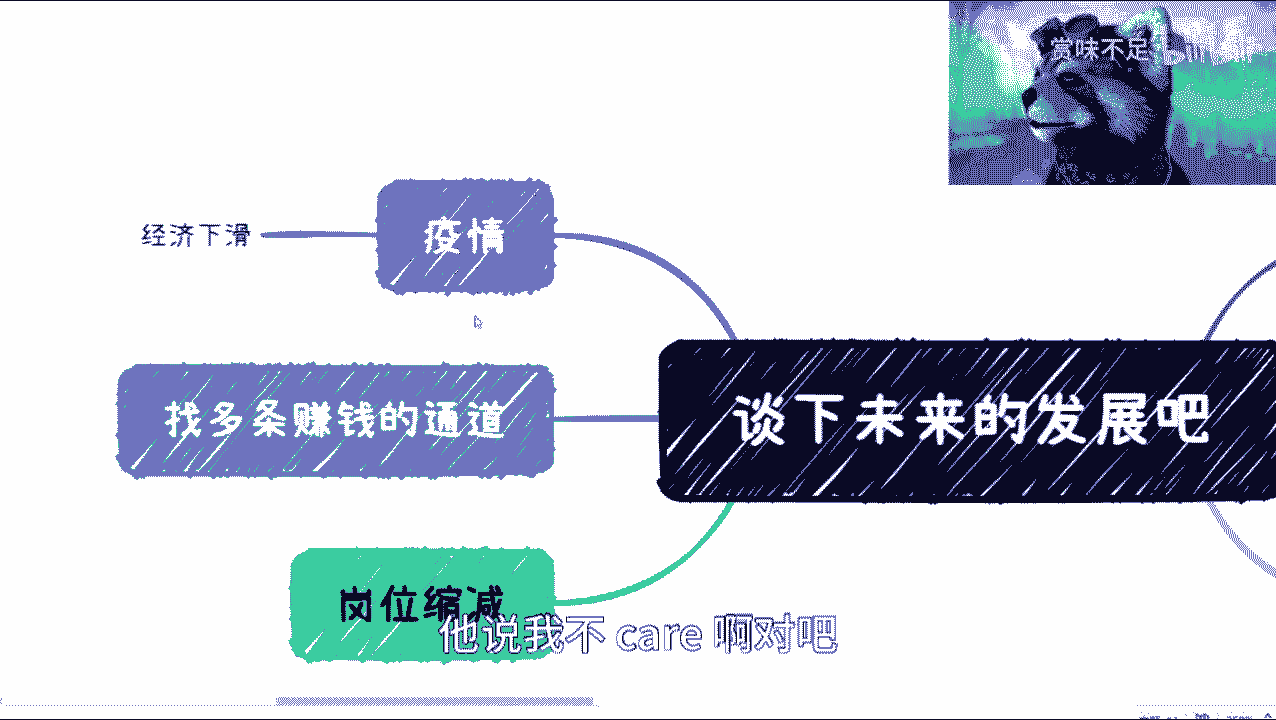 赏味不足
经济下滑
疫情
找多条赚钱的通道
谈下未来的发展吧
岗位缩减
他说我不 care 啊对吧